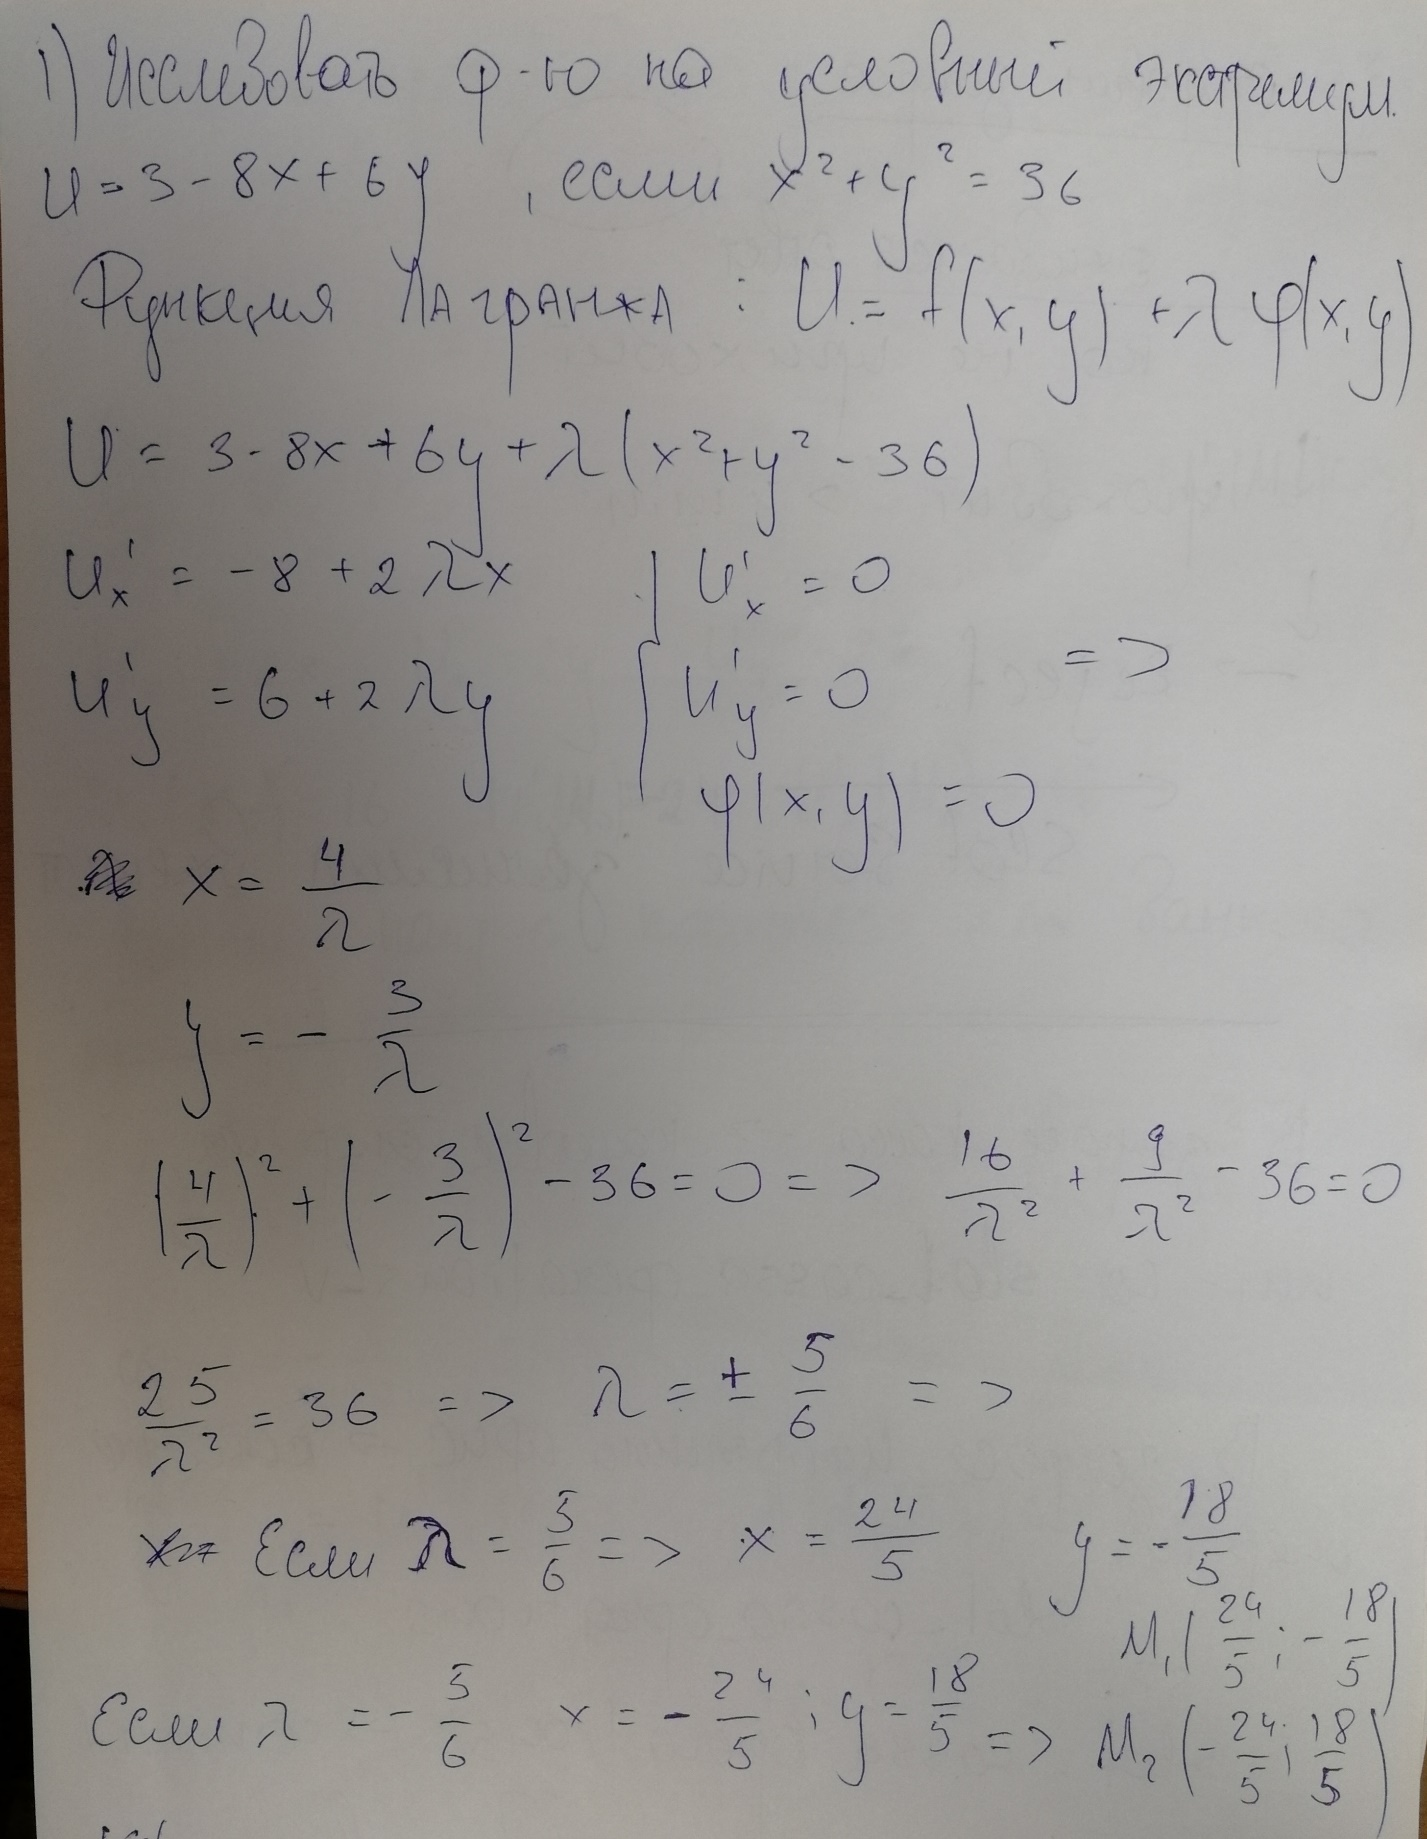 1) Исследовать ф-ю на условный экстремум.
U = 3 - 8x + 6y , если x² + y² = 36
Функция Лагранжа : U = f(x, y) + λ φ(x, y)
U = 3 - 8x + 6y + λ(x² + y² - 36)
U'x = -8 + 2λx { U'x = 0
U'y = 6 + 2λy U'y = 0 =>
φ(x, y) = 0
x = 4/λ
y = - 3/λ
(4/λ)² + (- 3/λ)² - 36 = 0 => 16/λ² + 9/λ² - 36 = 0
25/λ² = 36 => λ = ± 5/6 =>
Если λ = 5/6 => x = 24/5 y = - 18/5
M₁(24/5 ; - 18/5)
Если λ = - 5/6 x = - 24/5 ; y = 18/5 => M₂(- 24/5 ; 18/5)